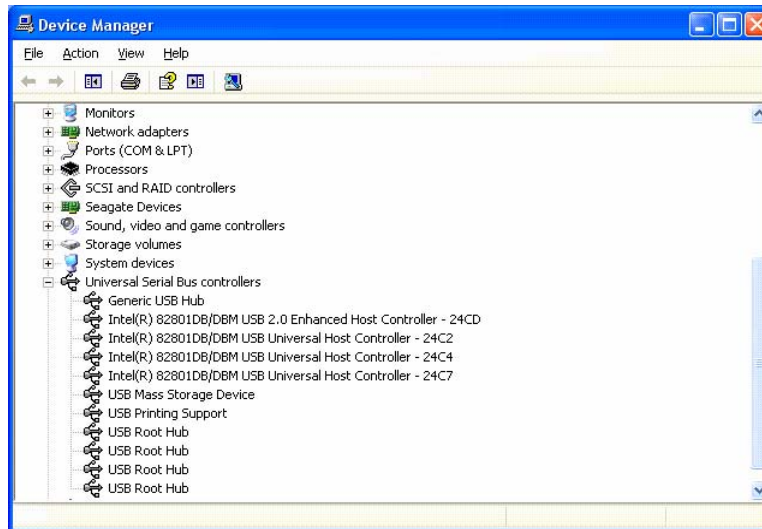 Device Manager
File Action View Help
Monitors
Network adapters
Ports (COM & LPT)
Processors
SCSI and RAID controllers
Seagate Devices
Sound, video and game controllers
Storage volumes
System devices
Universal Serial Bus controllers
Generic USB Hub
Intel(R) 82801DB/DBM USB 2.0 Enhanced Host Controller - 24CD
Intel(R) 82801DB/DBM USB Universal Host Controller - 24C2
Intel(R) 82801DB/DBM USB Universal Host Controller - 24C4
Intel(R) 82801DB/DBM USB Universal Host Controller - 24C7
USB Mass Storage Device
USB Printing Support
USB Root Hub
USB Root Hub
USB Root Hub
USB Root Hub